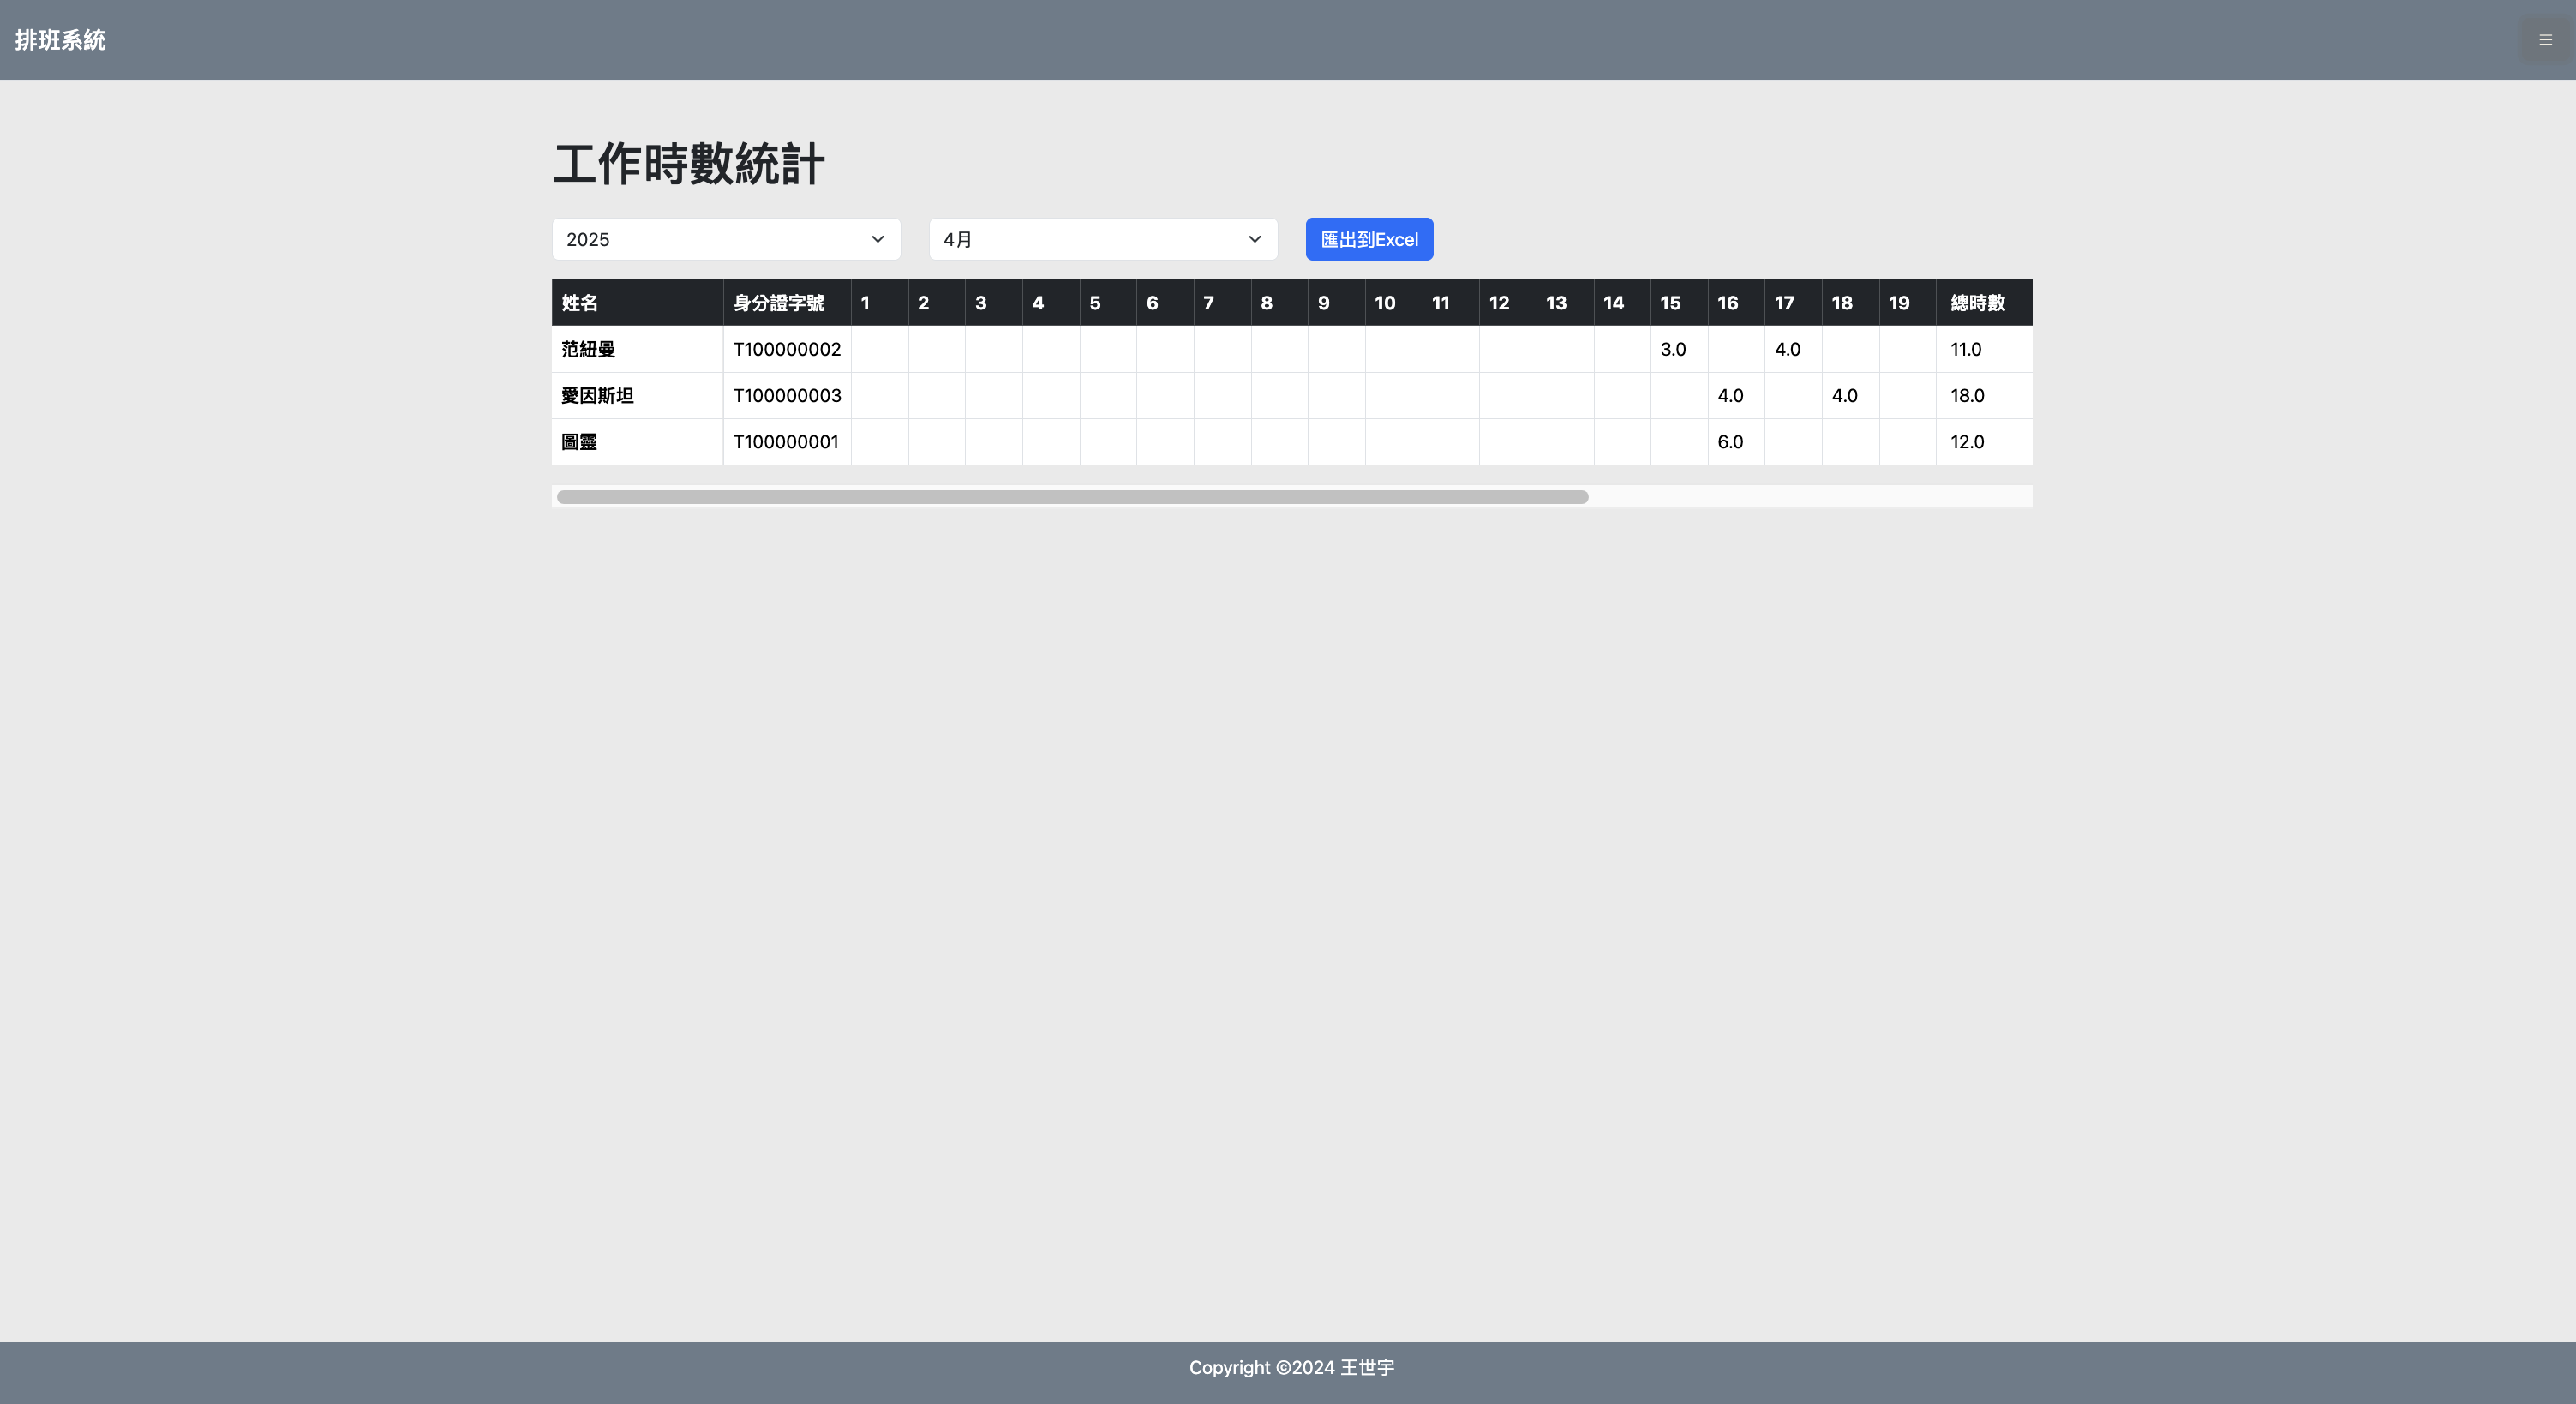 排班系統
工作時數統計
2025 4月 匯出到Excel
姓名 身分證字號 1 2 3 4 5 6 7 8 9 10 11 12 13 14 15 16 17 18 19 總時數
范紐曼 T100000002 3.0 4.0 11.0
愛因斯坦 T100000003 4.0 4.0 18.0
圖靈 T100000001 6.0 12.0
Copyright ©2024 王世宇